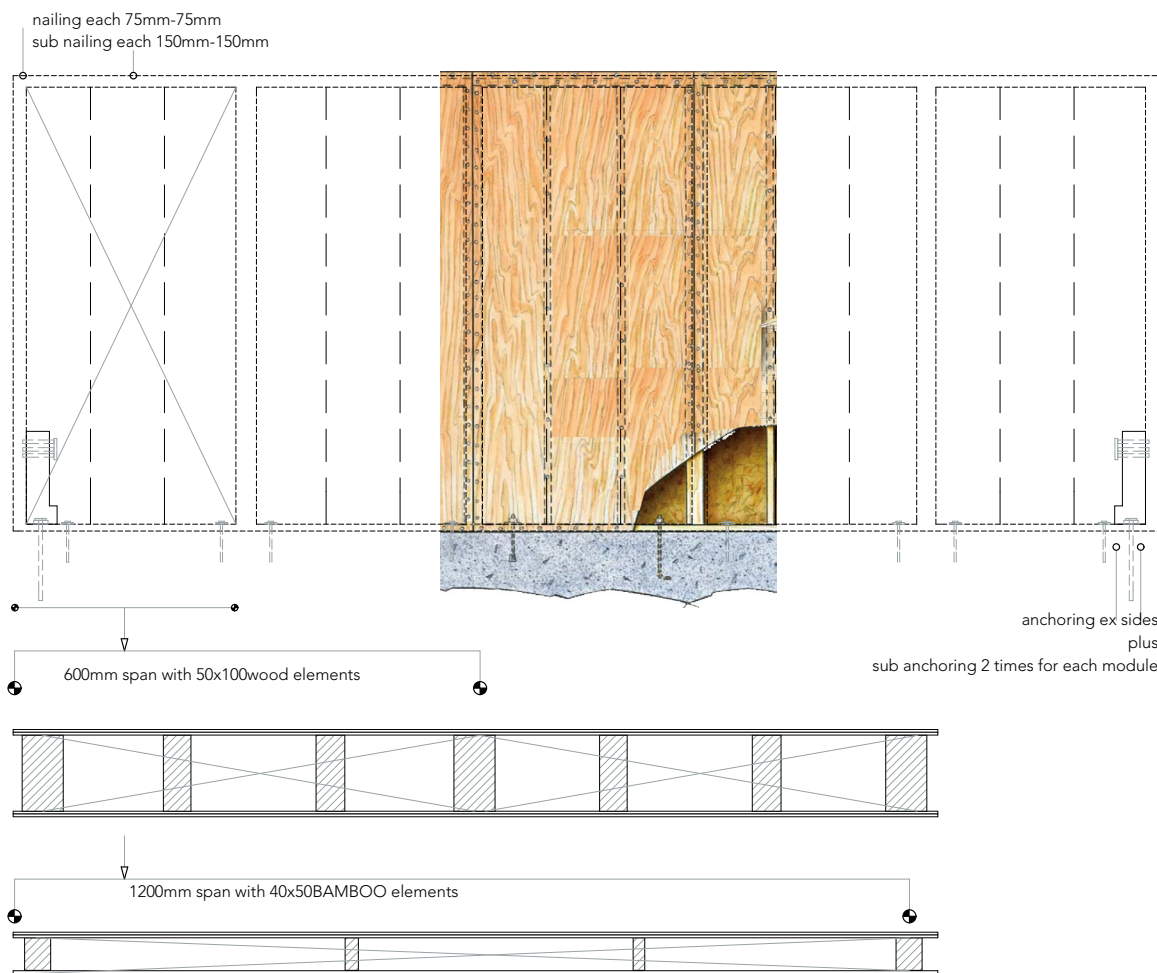 nailing each 75mm-75mm
sub nailing each 150mm-150mm
anchoring ex sides
plus
sub anchoring 2 times for each module
600mm span with 50x100wood elements
1200mm span with 40x50BAMBOO elements